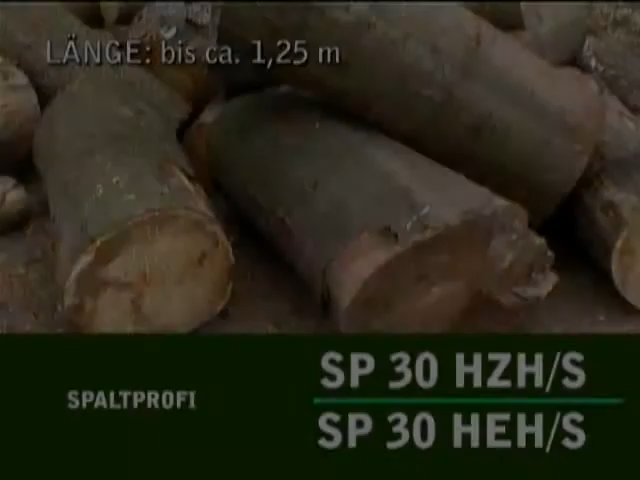 LÄNGE: bis ca. 1,25 m
SPALTPROFI
SP 30 HZH/S
SP 30 HEH/S